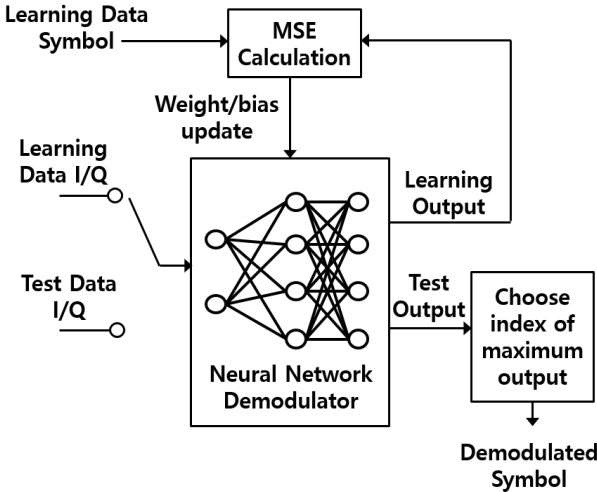 Learning Data
Symbol
MSE
Calculation
Weight/bias
update
Learning
Data I/Q
Learning
Output
Test Data
I/Q
Test
Output
Choose
index of
maximum
output
Neural Network
Demodulator
Demodulated
Symbol